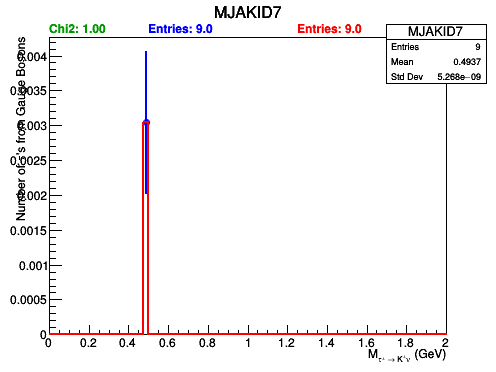 MJAKID7
Chi2: 1.00 Entries: 9.0 Entries: 9.0
MJAKID7
Entries 9
Mean 0.4937
Std Dev 5.268e−09
Number of τ's from Gauge Bosons
0.004
0.0035
0.003
0.0025
0.002
0.0015
0.001
0.0005
0
0 0.2 0.4 0.6 0.8 1 1.2 1.4 1.6 1.8 2
M τ⁺ → K⁺ν (GeV)